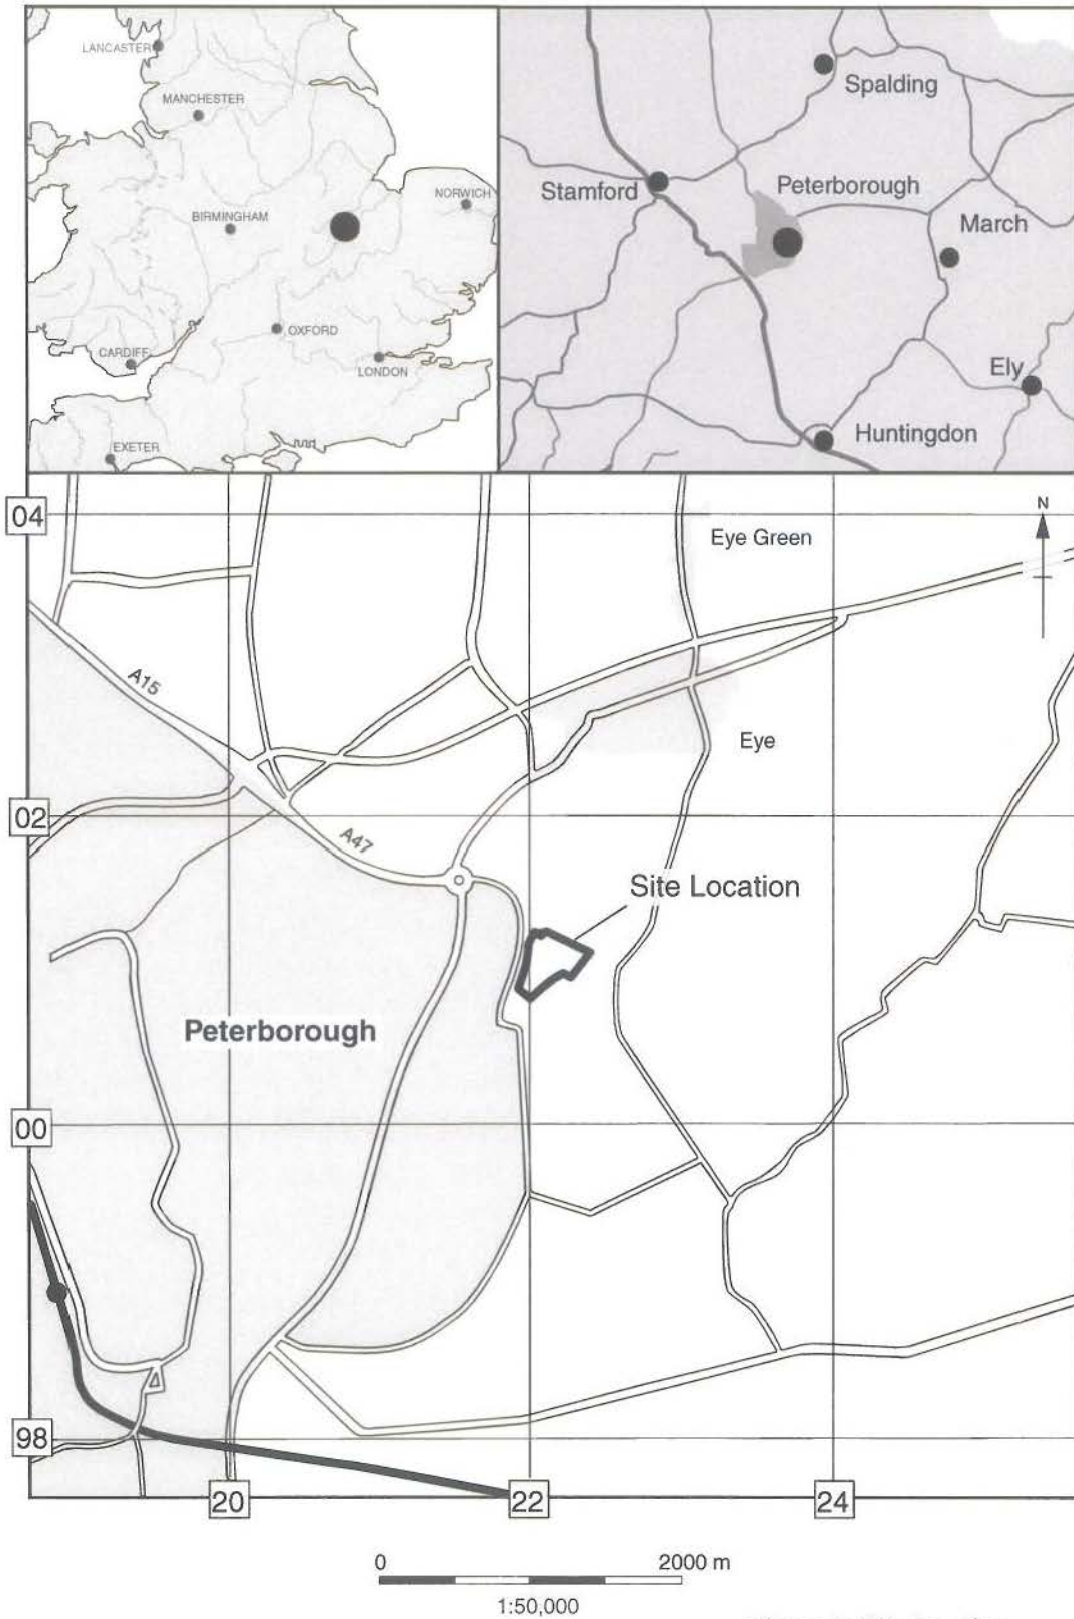 LANCASTER
MANCHESTER
NORWICH
BIRMINGHAM
OXFORD
CARDIFF
LONDON
EXETER
Spalding
Stamford
Peterborough
March
Ely
Huntingdon
04
Eye Green
N
A15
Eye
02
A47
Site Location
Peterborough
00
98
20
22
24
0
2000 m
1:50,000